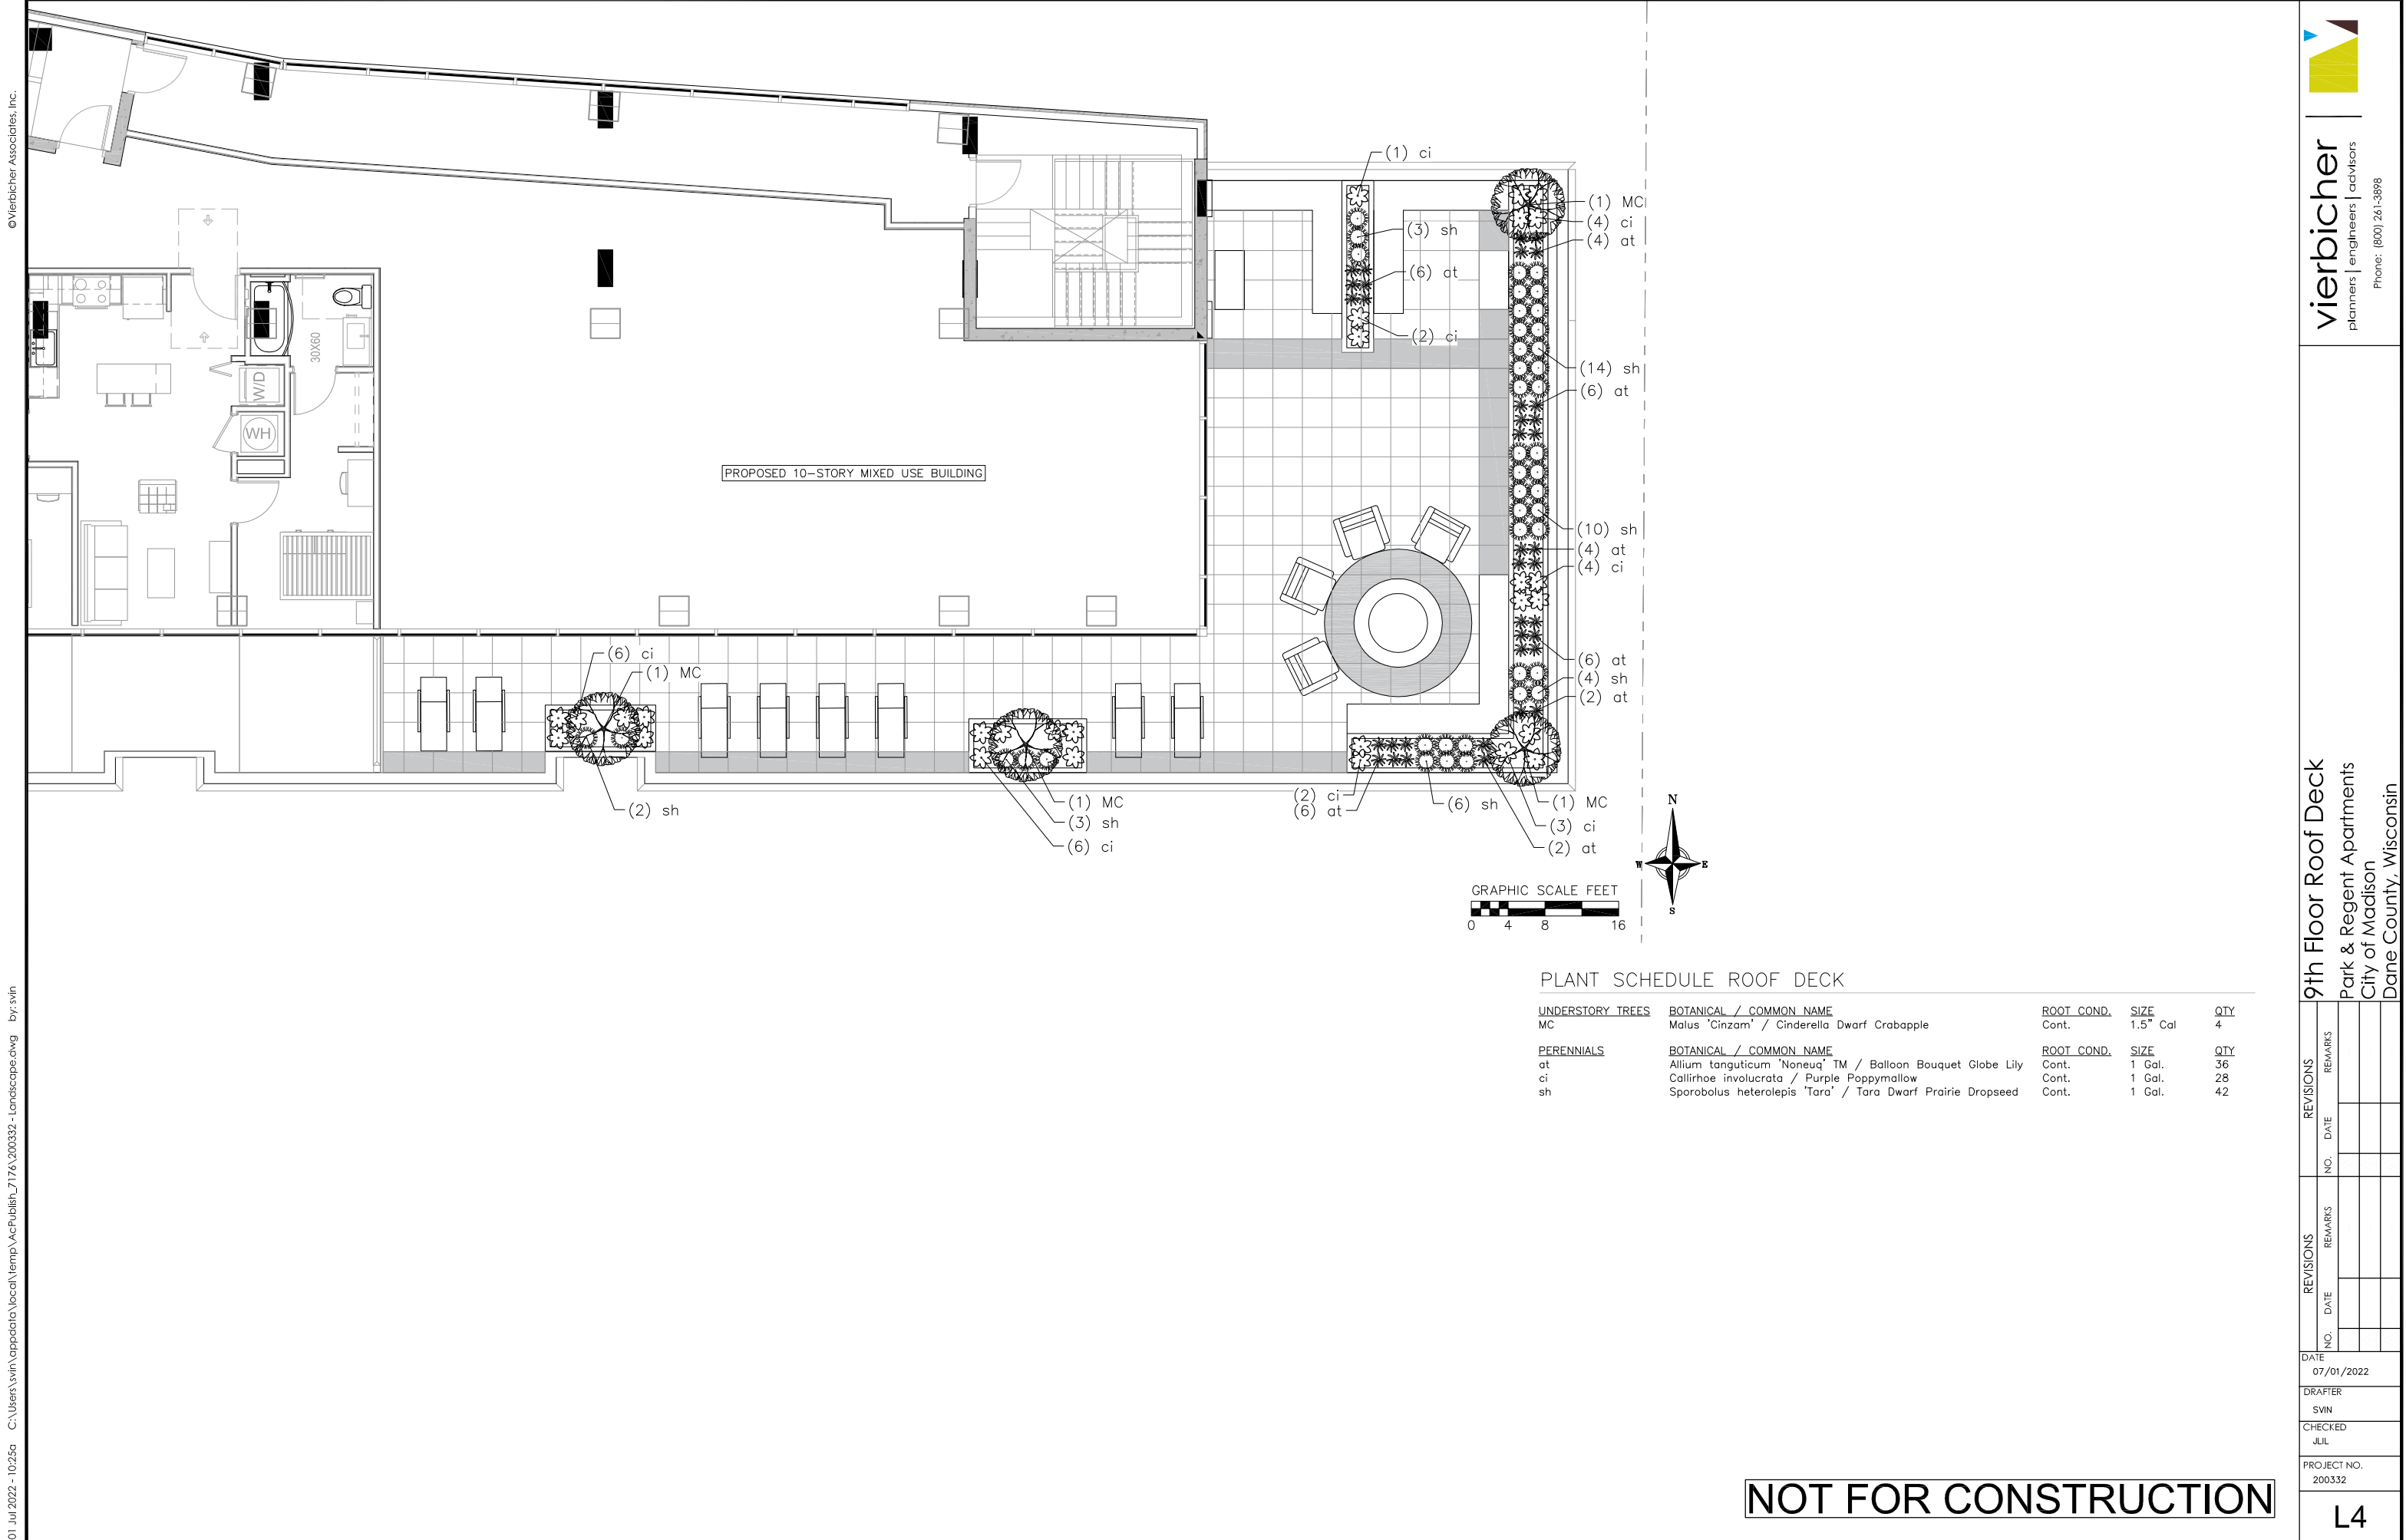 ©Vierbicher Associates, Inc.
01 Jul 2022 - 10:25a C:\Users\svin\appdata\local\temp\AcPublish_7176\200332 - Landscape.dwg by: svin
30X60
W/D
WH
PROPOSED 10-STORY MIXED USE BUILDING
(1) ci
(3) sh
(6) at
(2) ci
(1) MC
(4) ci
(4) at
(14) sh
(6) at
(10) sh
(4) at
(4) ci
(6) at
(4) sh
(2) at
(6) ci
(1) MC
(2) sh
(1) MC
(3) sh
(6) ci
(2) ci
(6) at
(6) sh
(1) MC
(3) ci
(2) at
N
W
E
S
GRAPHIC SCALE FEET
0 4 8 16
PLANT SCHEDULE ROOF DECK
UNDERSTORY TREES BOTANICAL / COMMON NAME ROOT COND. SIZE QTY
MC Malus 'Cinzam' / Cinderella Dwarf Crabapple Cont. 1.5" Cal 4
PERENNIALS BOTANICAL / COMMON NAME ROOT COND. SIZE QTY
at Allium tanguticum 'Noneuq' TM / Balloon Bouquet Globe Lily Cont. 1 Gal. 36
ci Callirhoe involucrata / Purple Poppymallow Cont. 1 Gal. 28
sh Sporobolus heterolepis 'Tara' / Tara Dwarf Prairie Dropseed Cont. 1 Gal. 42
NOT FOR CONSTRUCTION
vierbicher
planners | engineers | advisors
Phone: (800) 261-3898
9th Floor Roof Deck
Park & Regent Apartments
City of Madison
Dane County, Wisconsin
REVISIONS
NO. DATE REMARKS
REVISIONS
NO. DATE REMARKS
DATE
07/01/2022
DRAFTER
SVIN
CHECKED
JLIL
PROJECT NO.
200332
L4